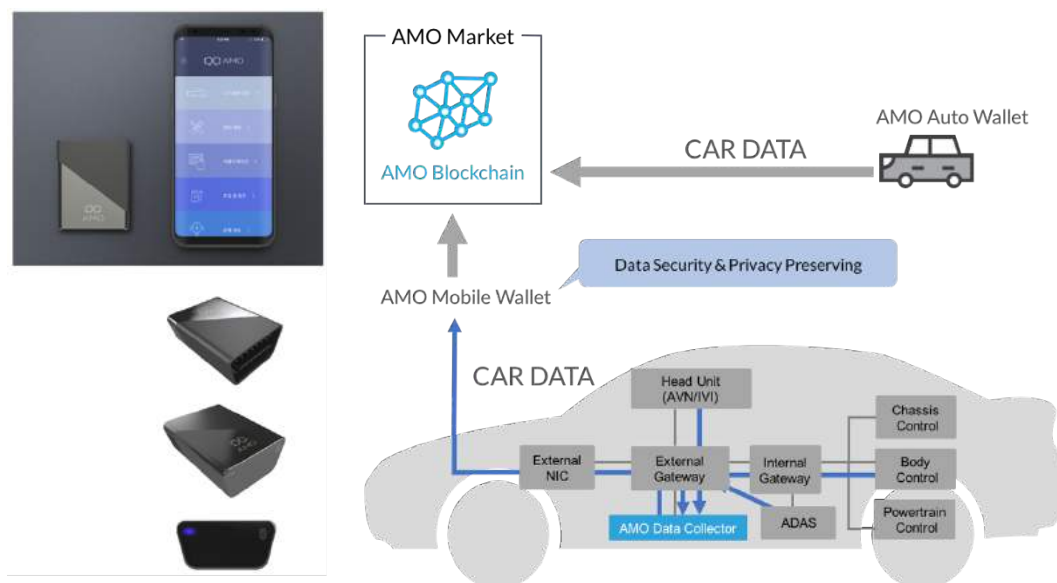 AMO
AMO
AMO
AMO Market
AMO Blockchain
CAR DATA
AMO Auto Wallet
Data Security & Privacy Preserving
AMO Mobile Wallet
CAR DATA
Head Unit
(AVN/IVI)
Chassis
Control
External
NIC
External
Gateway
Internal
Gateway
Body
Control
AMO Data Collector
ADAS
Powertrain
Control